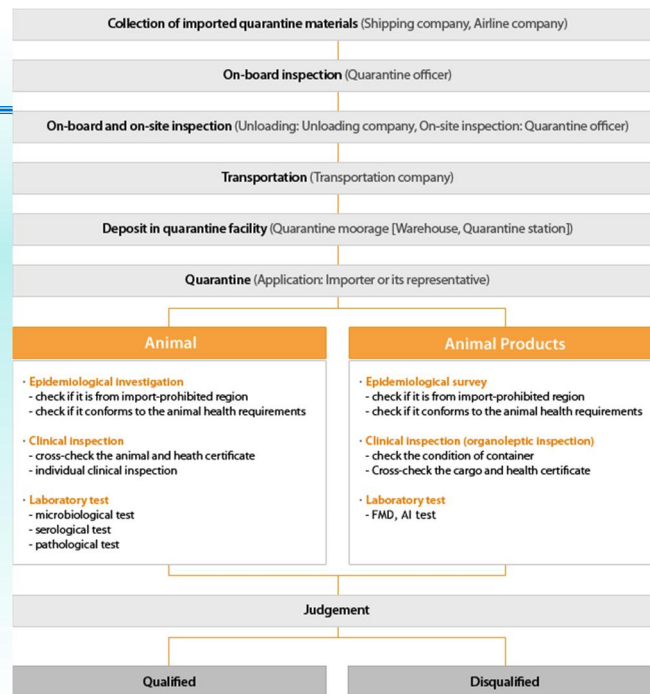 Collection of imported quarantine materials (Shipping company, Airline company)
On-board inspection (Quarantine officer)
On-board and on-site inspection (Unloading: Unloading company, On-site inspection: Quarantine officer)
Transportation (Transportation company)
Deposit in quarantine facility (Quarantine moorage [Warehouse, Quarantine station])
Quarantine (Application: Importer or its representative)
Animal
· Epidemiological investigation
- check if it is from import-prohibited region
- check if it conforms to the animal health requirements
· Clinical inspection
- cross-check the animal and heath certificate
- individual clinical inspection
· Laboratory test
- microbiological test
- serological test
- pathological test
Animal Products
· Epidemiological survey
- check if it is from import-prohibited region
- check if it conforms to the animal health requirements
· Clinical inspection (organoleptic inspection)
- check the condition of container
- Cross-check the cargo and health certificate
· Laboratory test
- FMD, AI test
Judgement
Qualified
Disqualified